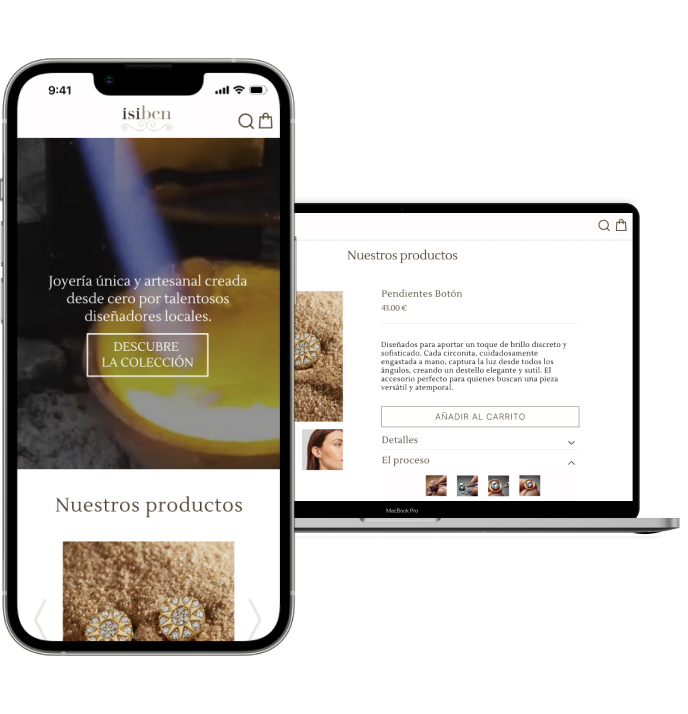 9:41
isibcn
Joyería única y artesanal creada
desde cero por talentosos
diseñadores locales.
DESCUBRE
LA COLECCIÓN
Nuestros productos
Nuestros productos
Pendientes Botón
43.00 €
Diseñados para aportar un toque de brillo discreto y
sofisticado. Cada circonita, cuidadosamente
engastada a mano, captura la luz desde todos los
ángulos, creando un destello elegante y sutil. El
accesorio perfecto para quienes buscan una pieza
versátil y atemporal.
AÑADIR AL CARRITO
Detalles
El proceso
MacBook Pro